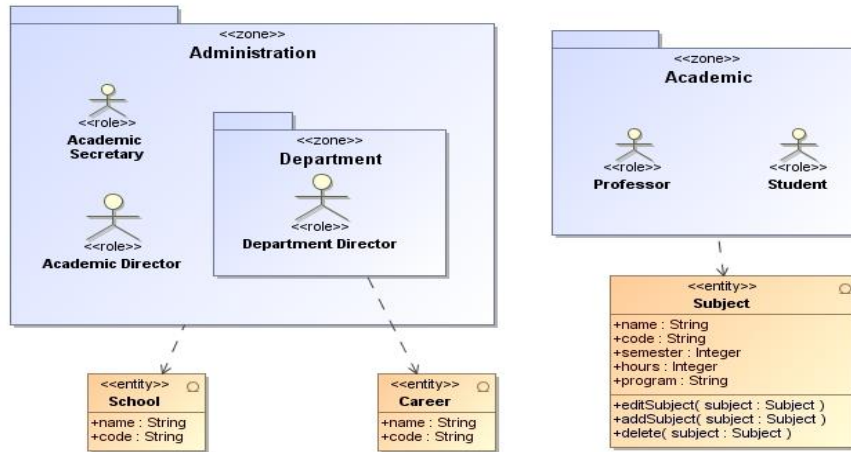 <<zone>>
Administration
<<role>>
Academic
Secretary
<<role>>
Academic Director
<<zone>>
Department
<<role>>
Department Director
<<zone>>
Academic
<<role>>
Professor
<<role>>
Student
<<entity>>
School
+name : String
+code : String
<<entity>>
Career
+name : String
+code : String
<<entity>>
Subject
+name : String
+code : String
+semester : Integer
+hours : Integer
+program : String
+editSubject( subject : Subject )
+addSubject( subject : Subject )
+delete( subject : Subject )